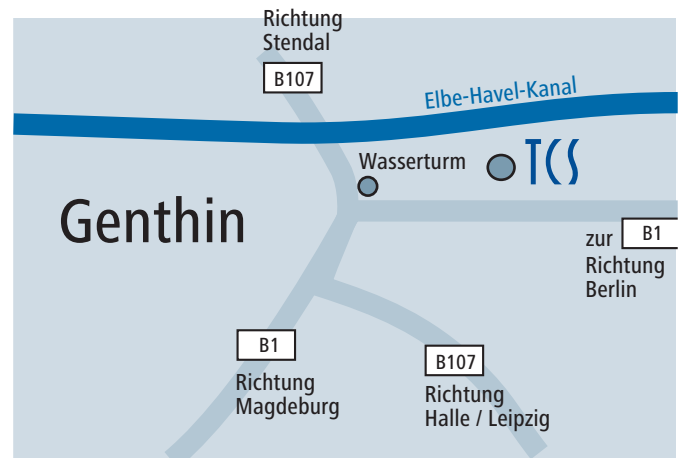 Richtung
Stendal
B107
Elbe-Havel-Kanal
Wasserturm
TCS
Genthin
zur B1
Richtung
Berlin
B1
Richtung
Magdeburg
B107
Richtung
Halle / Leipzig